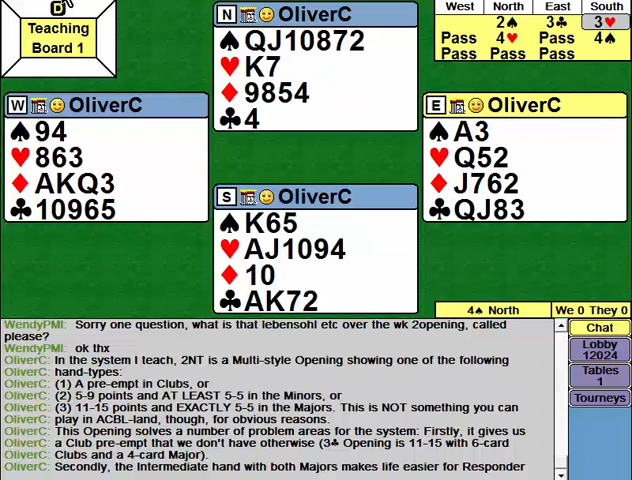 D
Teaching
Board 1
N OliverC
♠ QJ10872
♥ K7
♦ 9854
♣ 4
West North East South
2♠ 3♣ 3♥
Pass 4♥ Pass 4♠
Pass Pass Pass
W OliverC
♠ 94
♥ 863
♦ AKQ3
♣ 10965
E OliverC
♠ A3
♥ Q52
♦ J762
♣ QJ83
S OliverC
♠ K65
♥ AJ1094
♦ 10
♣ AK72
4♠ North
We 0 They 0
WendyPMI: Sorry one question, what is that lebensohl etc over the wk 2opening, called
please?
WendyPMI: ok thx
OliverC: In the system I teach, 2NT is a Multi-style Opening showing one of the following
hand-types:
OliverC: (1) A pre-empt in Clubs, or
OliverC: (2) 5-9 points and AT LEAST 5-5 in the Minors, or
OliverC: (3) 11-15 points and EXACTLY 5-5 in the Majors. This is NOT something you can
play in ACBL-land, though, for obvious reasons.
OliverC: This Opening solves a number of problem areas for the system: Firstly, it gives us
a Club pre-empt that we don't have otherwise (3♣ Opening is 11-15 with 6-card
Clubs and a 4-card Major).
OliverC: Secondly, the Intermediate hand with both Majors makes life easier for Responder
Chat
Lobby
12024
Tables
1
Tourneys